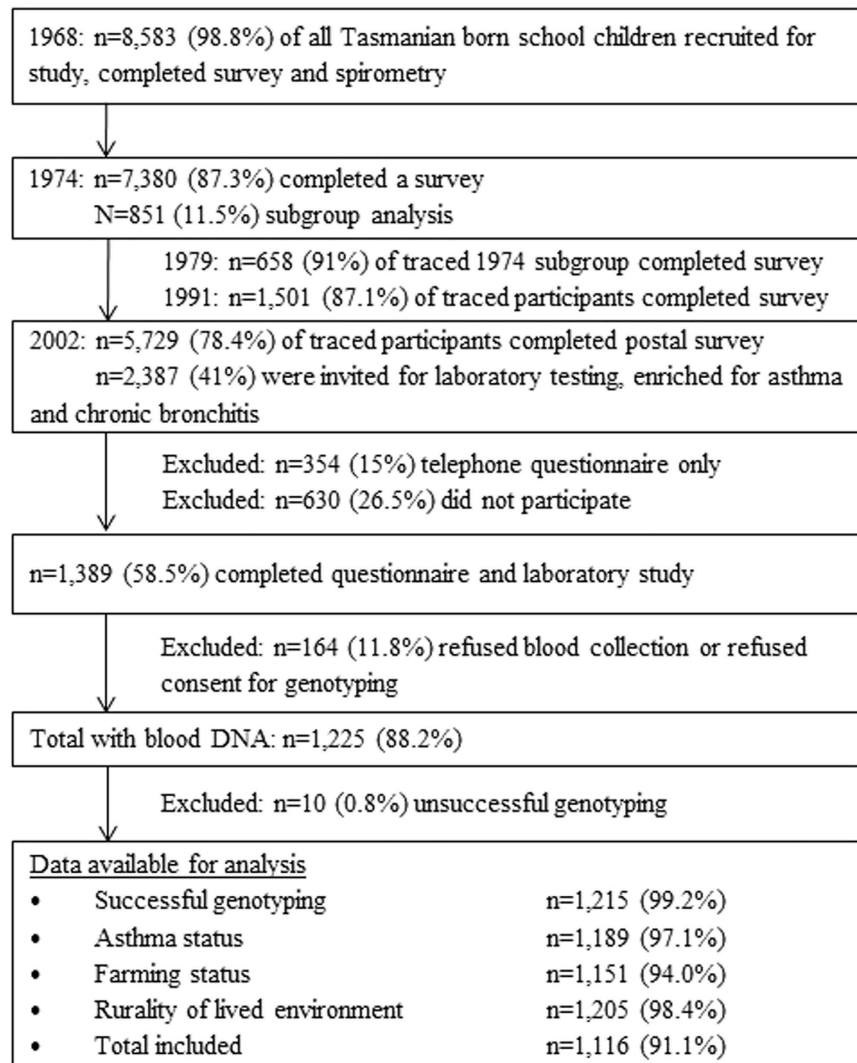 1968: n=8,583 (98.8%) of all Tasmanian born school children recruited for
study, completed survey and spirometry
1974: n=7,380 (87.3%) completed a survey
N=851 (11.5%) subgroup analysis
1979: n=658 (91%) of traced 1974 subgroup completed survey
1991: n=1,501 (87.1%) of traced participants completed survey
2002: n=5,729 (78.4%) of traced participants completed postal survey
n=2,387 (41%) were invited for laboratory testing, enriched for asthma
and chronic bronchitis
Excluded: n=354 (15%) telephone questionnaire only
Excluded: n=630 (26.5%) did not participate
n=1,389 (58.5%) completed questionnaire and laboratory study
Excluded: n=164 (11.8%) refused blood collection or refused
consent for genotyping
Total with blood DNA: n=1,225 (88.2%)
Excluded: n=10 (0.8%) unsuccessful genotyping
Data available for analysis
• Successful genotyping n=1,215 (99.2%)
• Asthma status n=1,189 (97.1%)
• Farming status n=1,151 (94.0%)
• Rurality of lived environment n=1,205 (98.4%)
• Total included n=1,116 (91.1%)